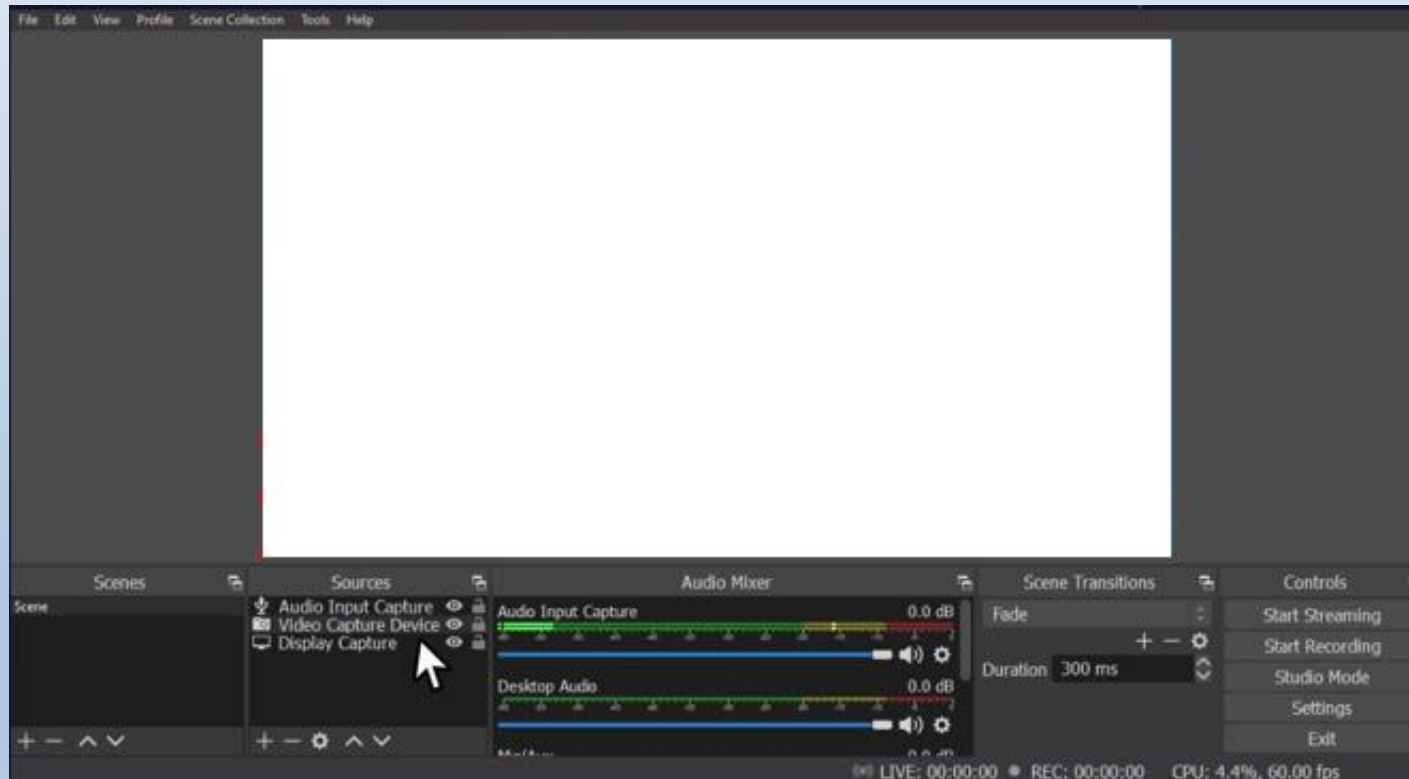 File Edit View Profile Scene Collection Tools Help
Scenes
Sources
Audio Mixer
Scene Transitions
Controls
Scene
Audio Input Capture
Video Capture Device
Display Capture
Audio Input Capture 0.0 dB
Desktop Audio 0.0 dB
Fade
Duration 300 ms
Start Streaming
Start Recording
Studio Mode
Settings
Exit
LIVE: 00:00:00 REC: 00:00:00 CPU: 4.4%, 60.00 fps